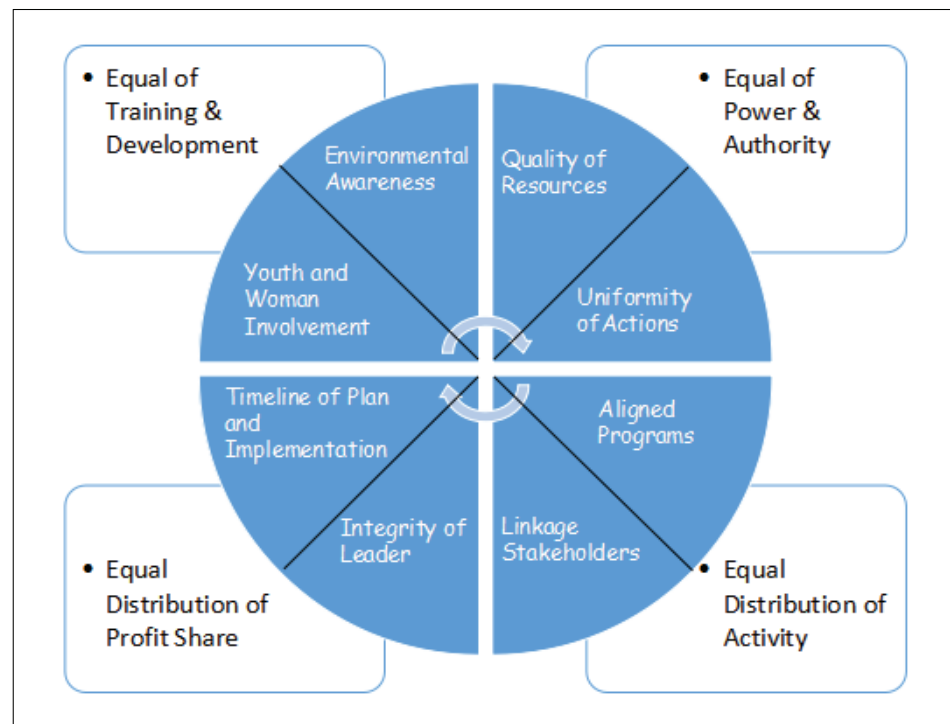 • Equal of
Training &
Development
• Equal of
Power &
Authority
Environmental
Awareness
Quality of
Resources
Youth and
Woman
Involvement
Uniformity
of Actions
Timeline of Plan
and
Implementation
Aligned
Programs
Integrity of
Leader
Linkage
Stakeholders
• Equal
Distribution of
Profit Share
• Equal
Distribution of
Activity